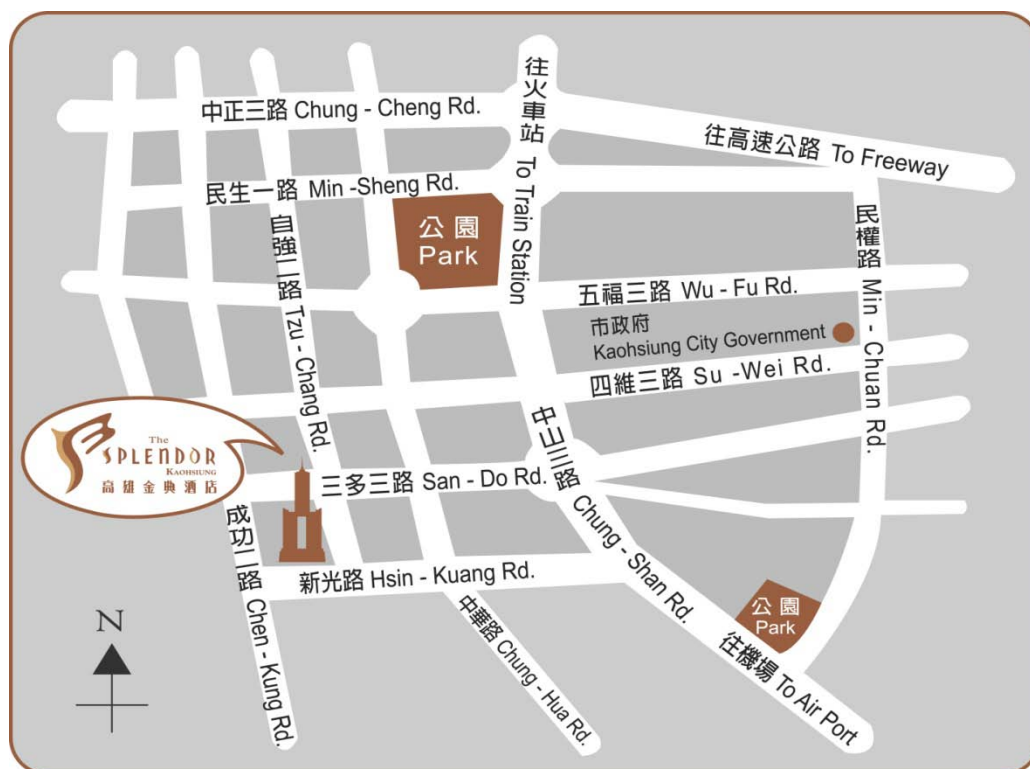 中正三路 Chung - Cheng Rd.
往火車站 To Train Station
往高速公路 To Freeway
民生一路 Min -Sheng Rd.
公園
Park
自強二路 Tzu - Chang Rd.
民權路 Min - Chuan Rd.
五福三路 Wu - Fu Rd.
市政府
Kaohsiung City Government
四維三路 Su -Wei Rd.
The
SPLENDOR
KAOHSIUNG
高雄金典酒店
三多三路 San - Do Rd.
中山三路 Chung - Shan Rd.
成功二路 Chen - Kung Rd.
新光路 Hsin - Kuang Rd.
中華路 Chung - Hua Rd.
公園
Park
往機場 To Air Port
N